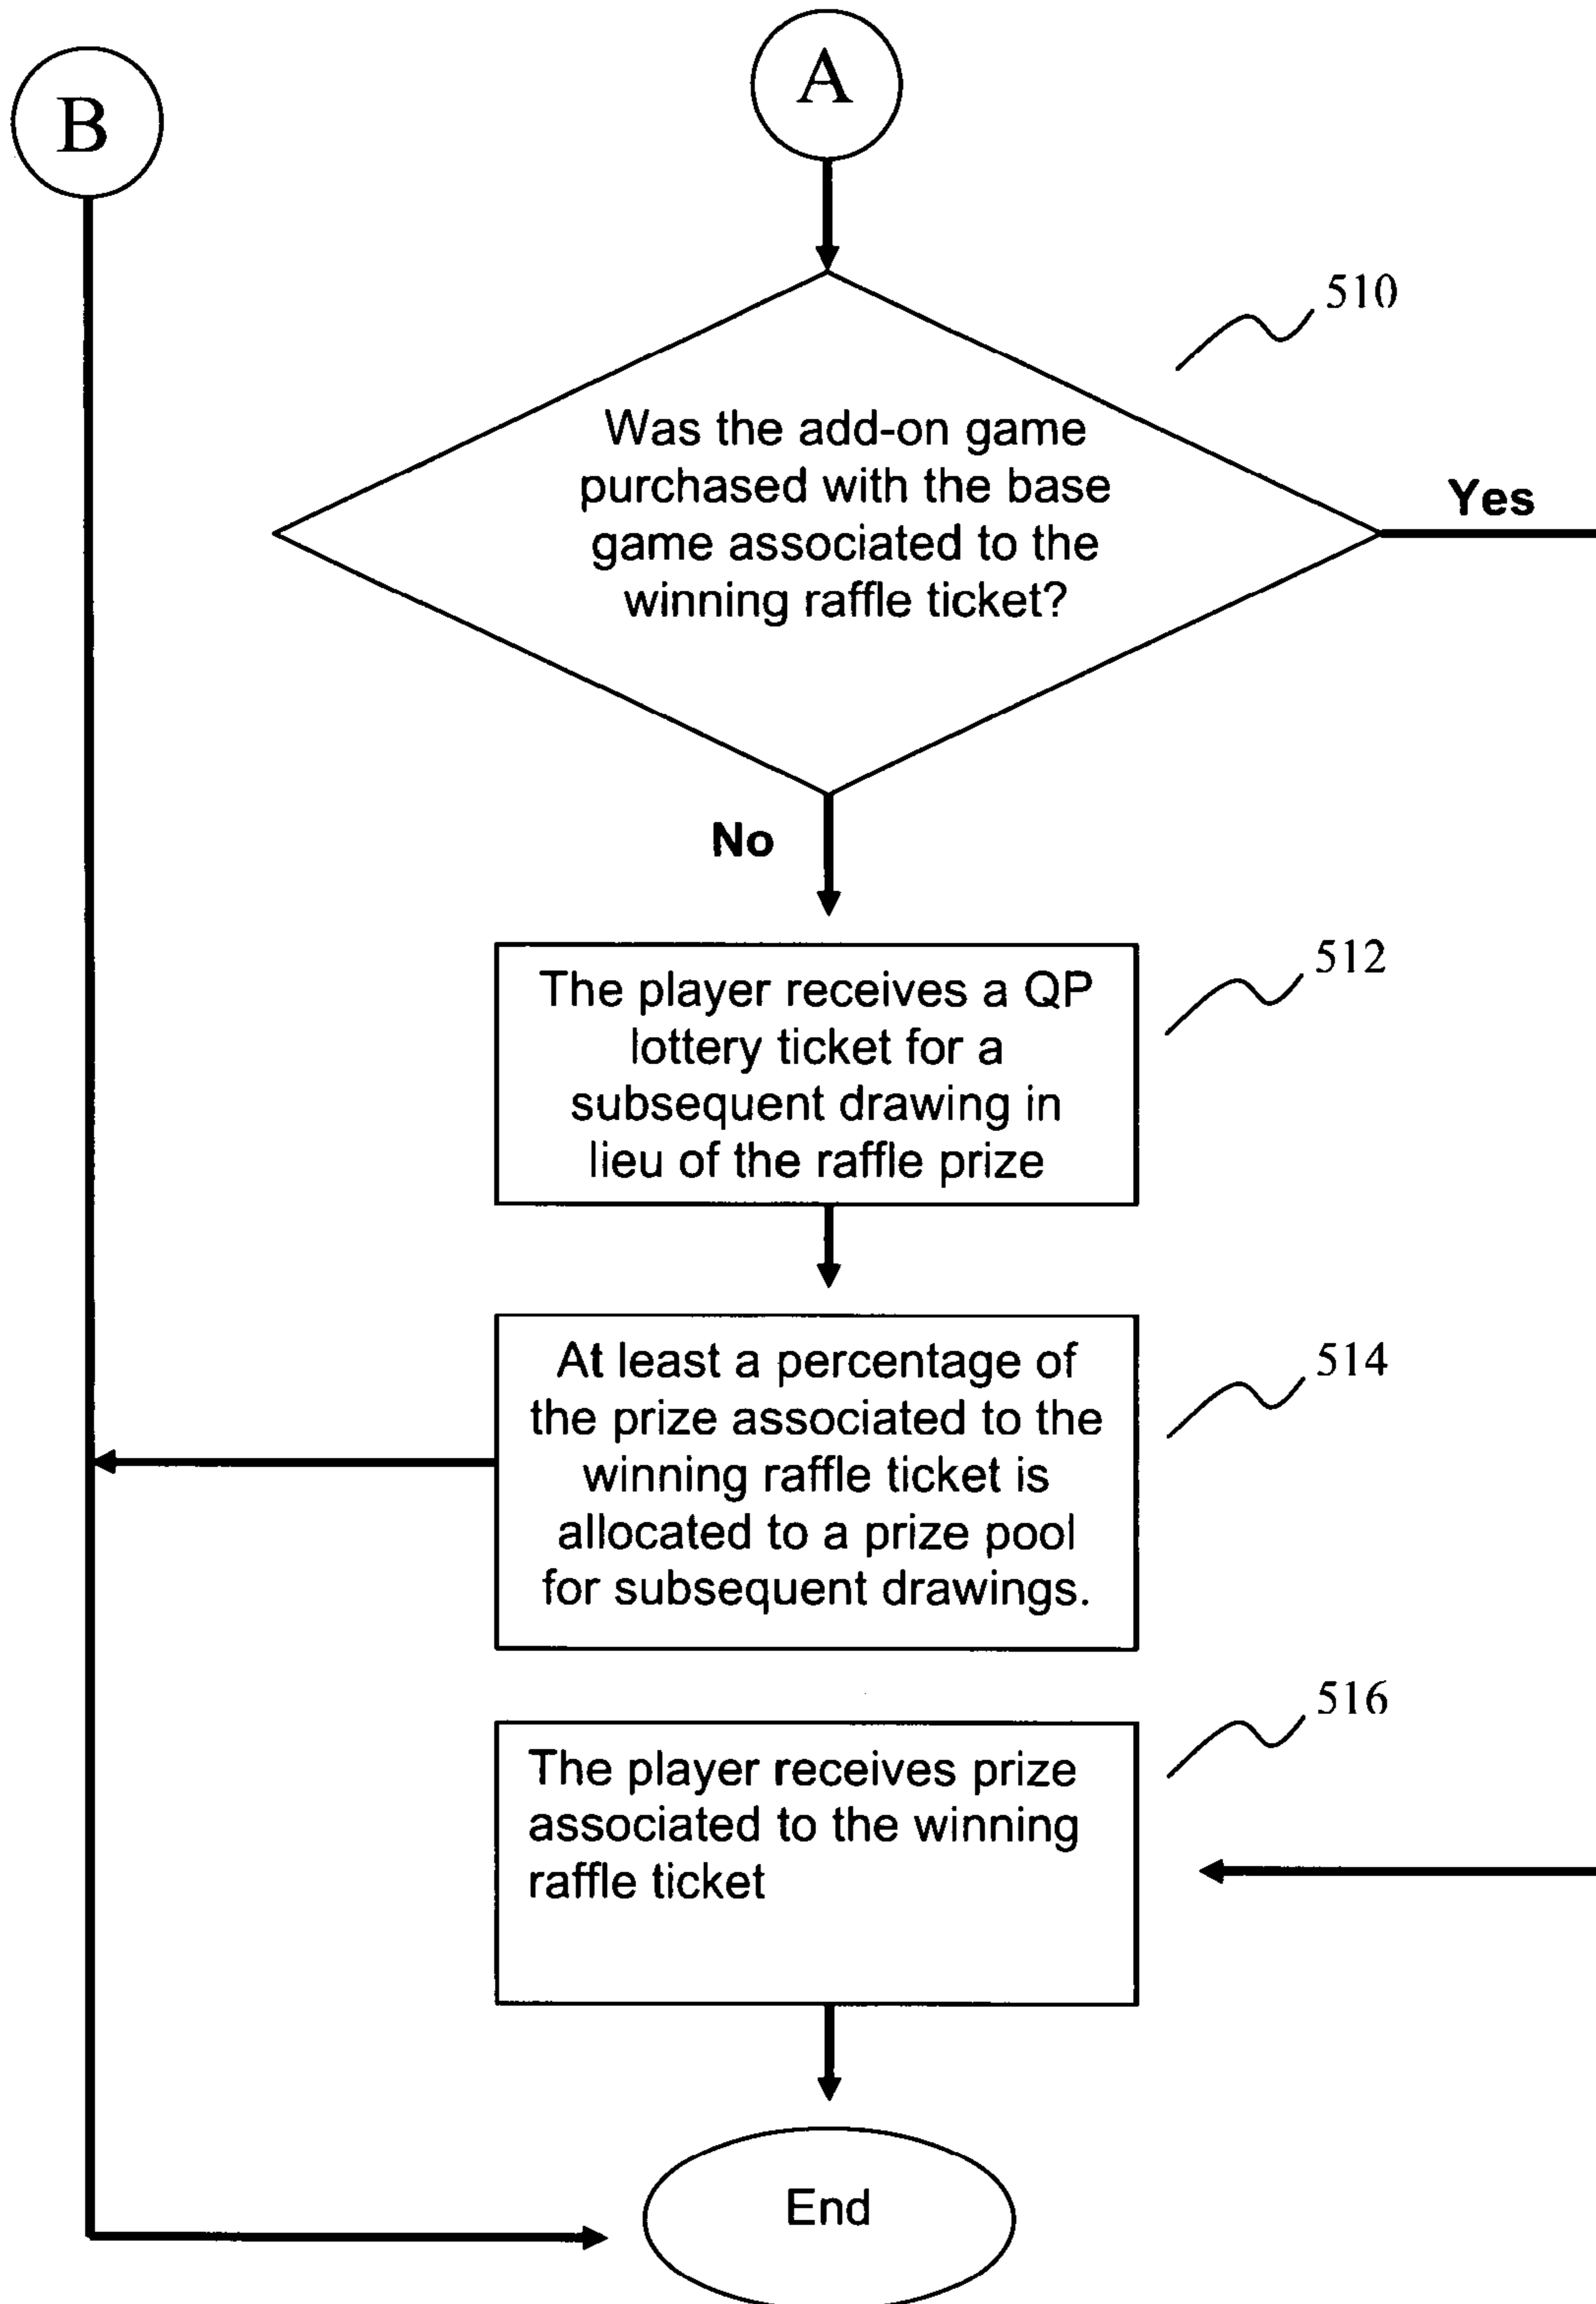 A
B
510
Was the add-on game
purchased with the base
game associated to the
winning raffle ticket?
Yes
No
512
The player receives a QP
lottery ticket for a
subsequent drawing in
lieu of the raffle prize
514
At least a percentage of
the prize associated to the
winning raffle ticket is
allocated to a prize pool
for subsequent drawings.
516
The player receives prize
associated to the winning
raffle ticket
End